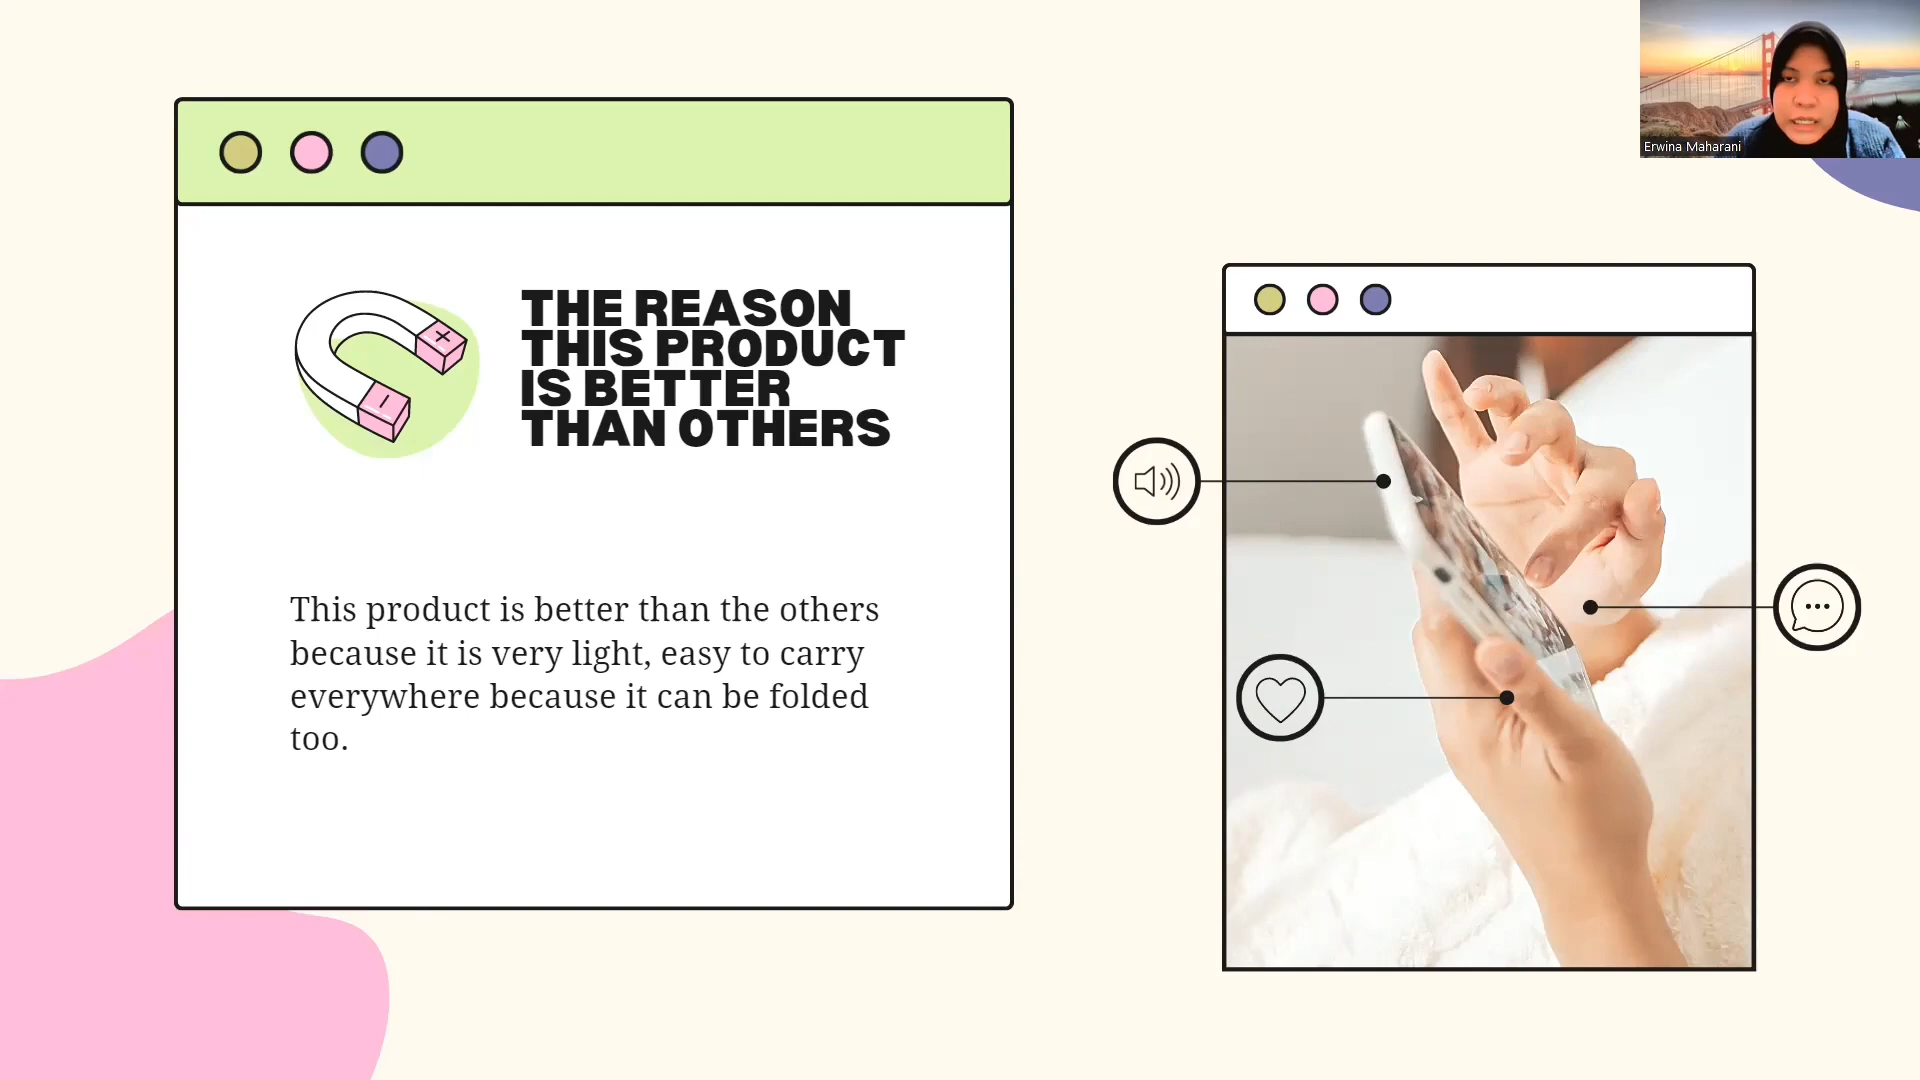 THE REASON
THIS PRODUCT
IS BETTER
THAN OTHERS
This product is better than the others
because it is very light, easy to carry
everywhere because it can be folded
too.
Erwina Maharani